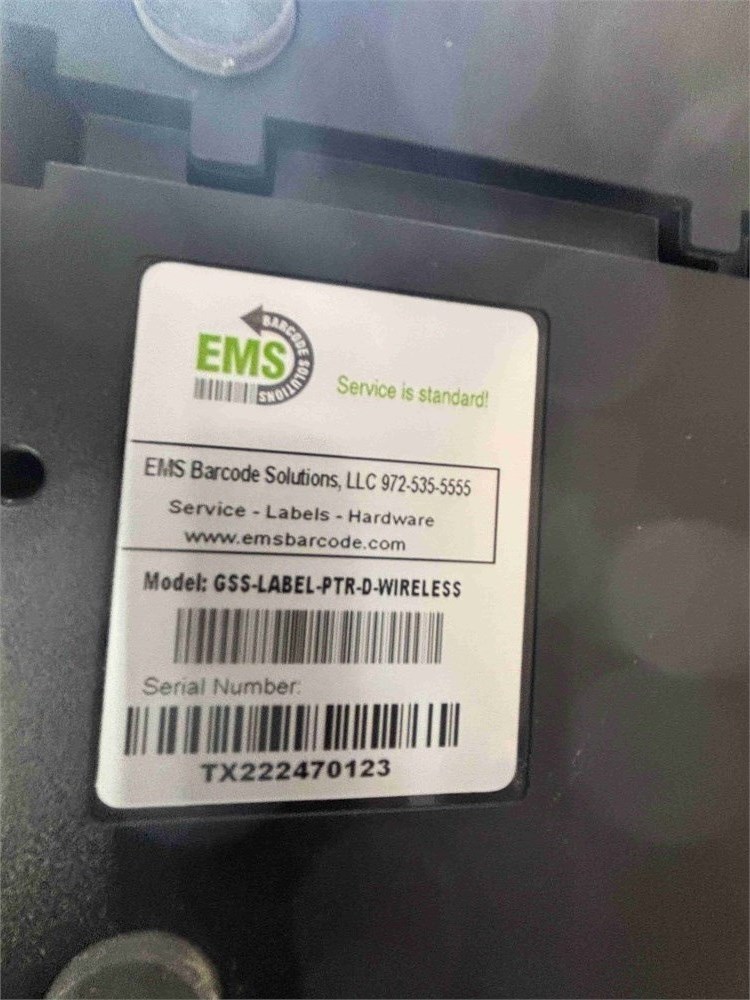 BARCODE SOLUTIONS
EMS
Service is standard!
EMS Barcode Solutions, LLC 972-535-5555
Service - Labels - Hardware
www.emsbarcode.com
Model: GSS-LABEL-PTR-D-WIRELESS
Serial Number:
TX222470123